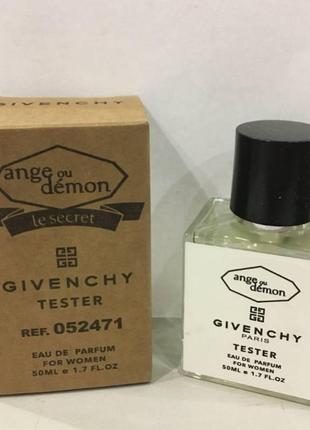 GIVENCHY
ange ou
démon
le secret
GIVENCHY
TESTER
REF. 052471
EAU DE PARFUM
FOR WOMEN
50ML e 1.7 FL.OZ
ange ou
démon
GIVENCHY
PARIS
TESTER
EAU DE PARFUM
FOR WOMEN
50ML e 1.7 FL.OZ